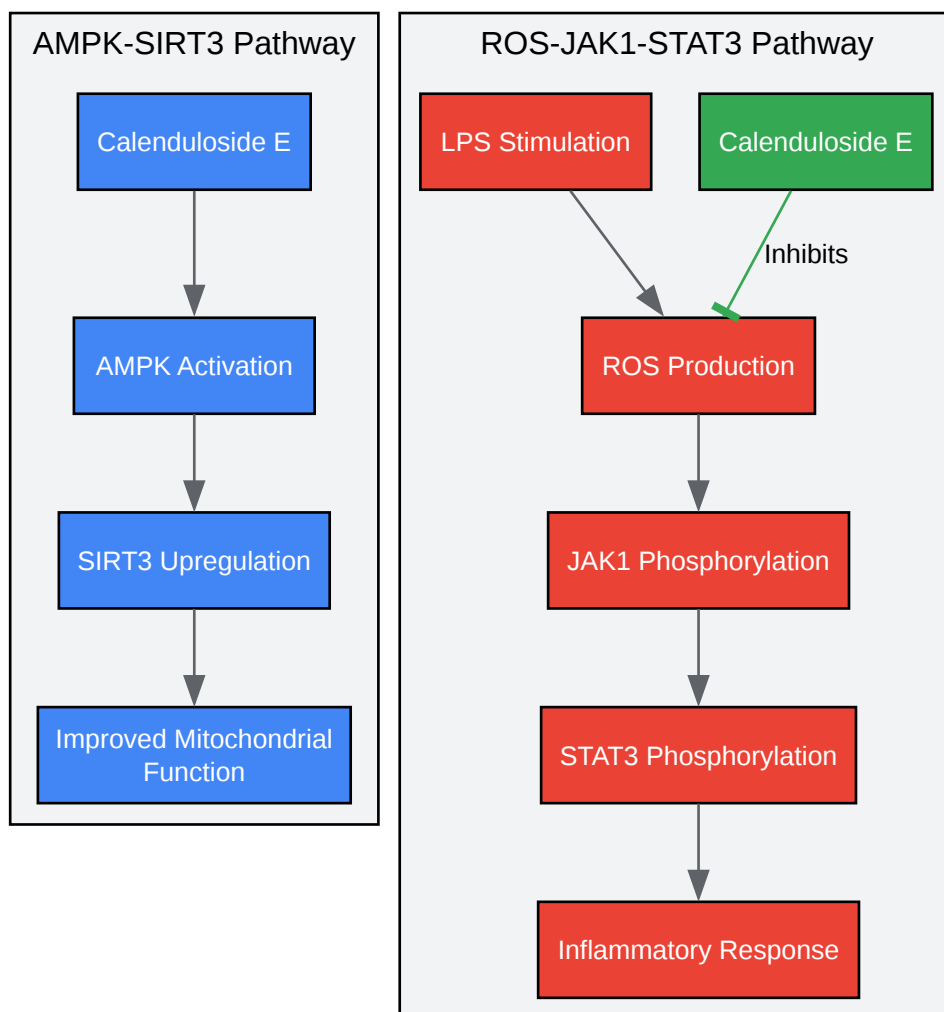 AMPK-SIRT3 Pathway
Calenduloside E
AMPK Activation
SIRT3 Upregulation
Improved Mitochondrial
Function
ROS-JAK1-STAT3 Pathway
LPS Stimulation
Calenduloside E
Inhibits
ROS Production
JAK1 Phosphorylation
STAT3 Phosphorylation
Inflammatory Response